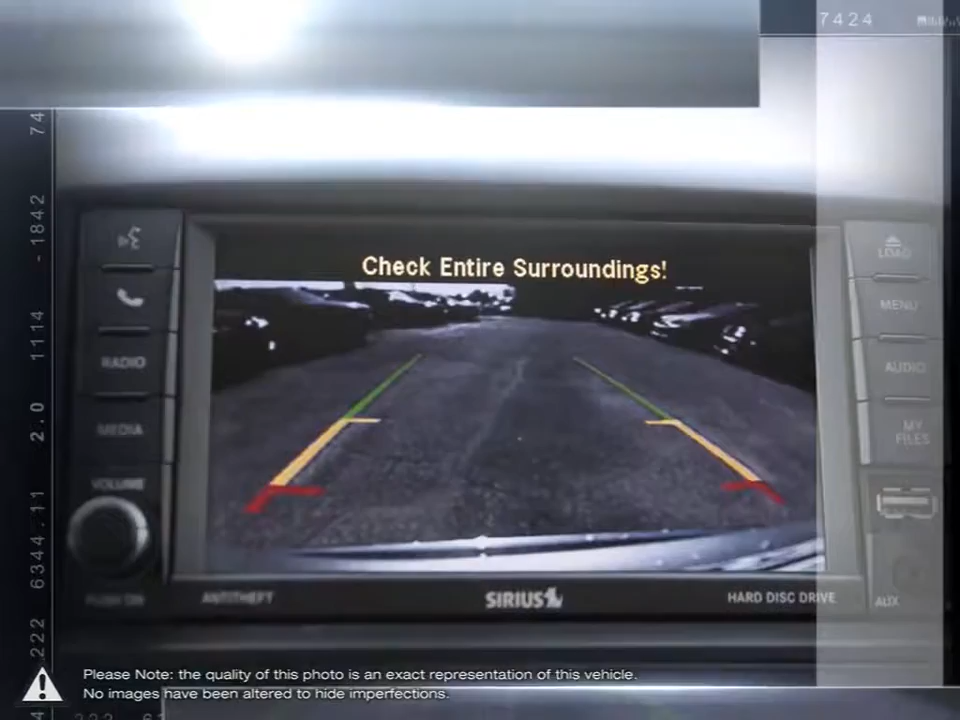 7424
74
-1842
1114
2.0
6344.11
222
Check Entire Surroundings!
LOAD
MENU
RADIO
AUDIO
MEDIA
MY
FILES
VOLUME
PUSH ON
ANTITHEFT
SIRIUS
HARD DISC DRIVE
AUX
Please Note: the quality of this photo is an exact representation of this vehicle.
No images have been altered to hide imperfections.